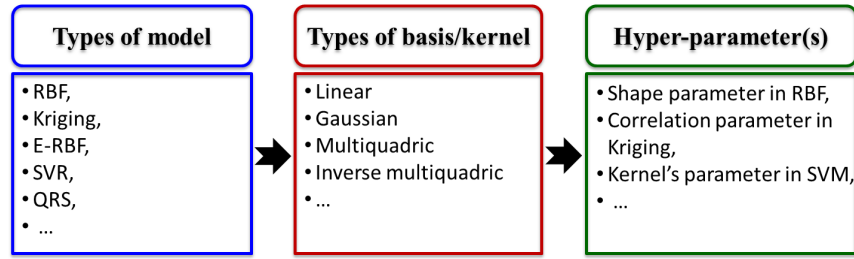 Types of model
• RBF,
• Kriging,
• E-RBF,
• SVR,
• QRS,
• ...
Types of basis/kernel
• Linear
• Gaussian
• Multiquadric
• Inverse multiquadric
• ...
Hyper-parameter(s)
• Shape parameter in RBF,
• Correlation parameter in
Kriging,
• Kernel's parameter in SVM,
• ...